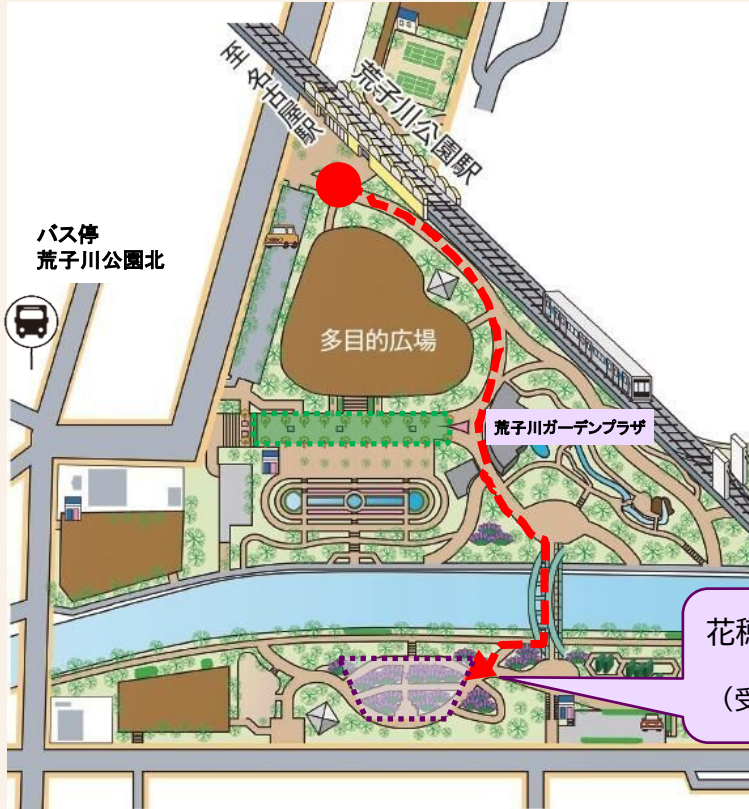 至 名古屋駅
荒子川公園駅
バス停
荒子川公園北
多目的広場
荒子川ガーデンプラザ
花穂
（受